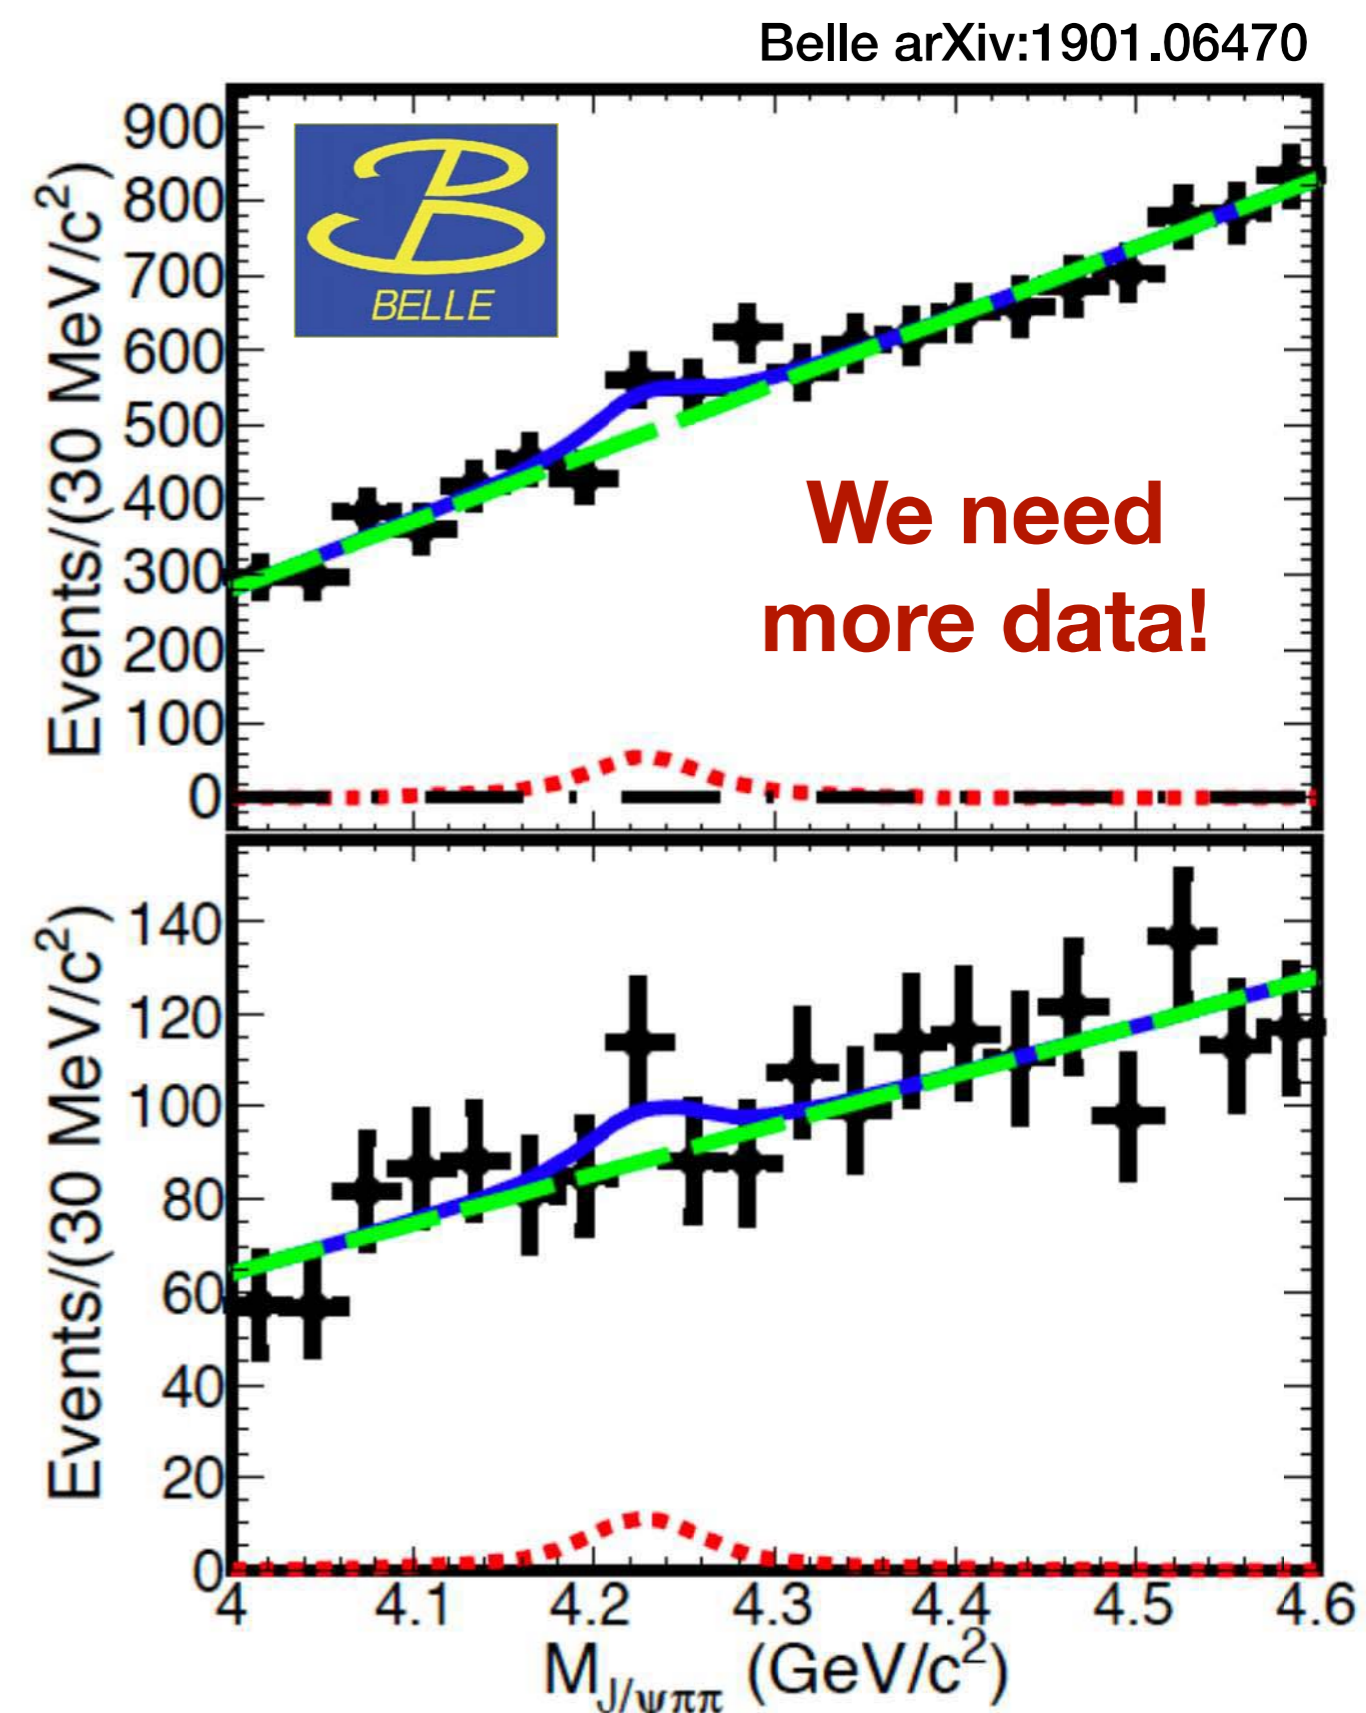 Belle arXiv:1901.06470
900
800
700
600
500
400
300
200
100
0
Events/(30 MeV/c²)
B
BELLE
We need
more data!
140
120
100
80
60
40
20
0
Events/(30 MeV/c²)
4 4.1 4.2 4.3 4.4 4.5 4.6
M_J/ψππ (GeV/c²)